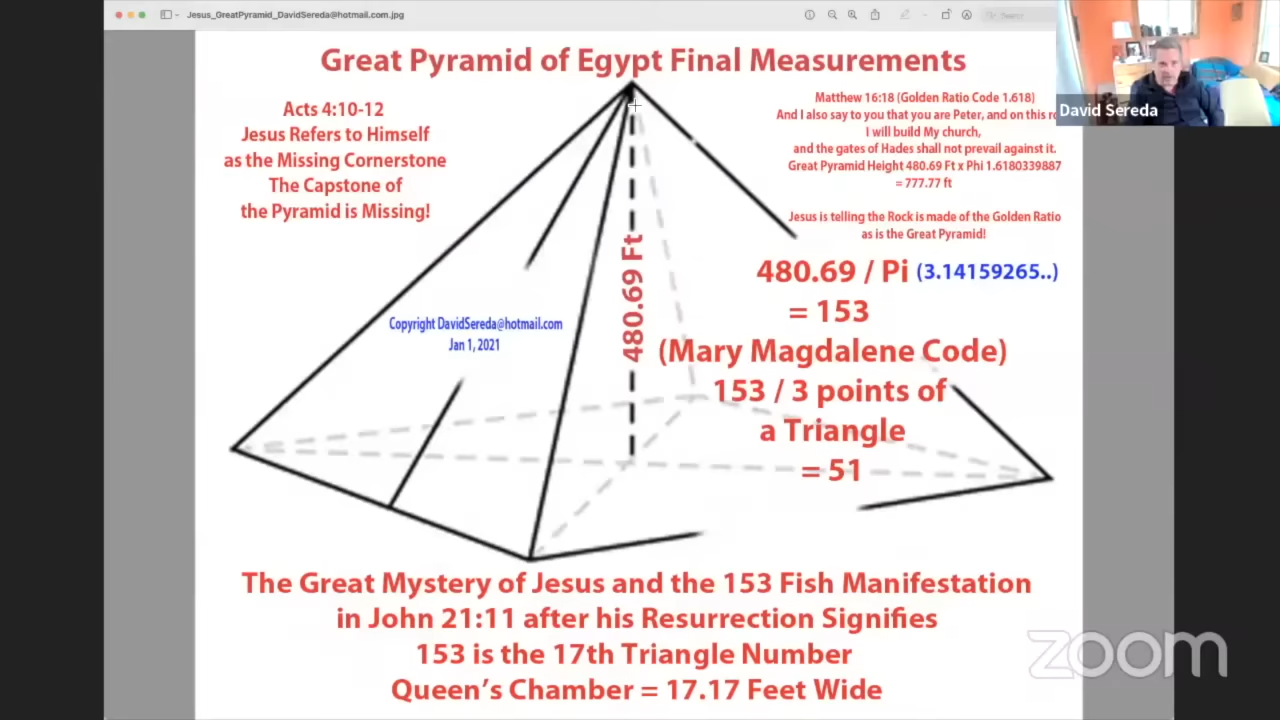 Jesus_GreatPyramid_DavidSereda@hotmail.com.jpg
Search
David Sereda
Great Pyramid of Egypt Final Measurements
Acts 4:10-12
Jesus Refers to Himself
as the Missing Cornerstone
The Capstone of
the Pyramid is Missing!
Matthew 16:18 (Golden Ratio Code 1.618)
And I also say to you that you are Peter, and on this
I will build My church,
and the gates of Hades shall not prevail against it.
Great Pyramid Height 480.69 Ft x Phi 1.6180339887
= 777.77 ft
Jesus is telling the Rock is made of the Golden Ratio
as is the Great Pyramid!
480.69 Ft
480.69 / Pi (3.14159265..)
= 153
(Mary Magdalene Code)
153 / 3 points of
a Triangle
= 51
Copyright DavidSereda@hotmail.com
Jan 1, 2021
The Great Mystery of Jesus and the 153 Fish Manifestation
in John 21:11 after his Resurrection Signifies
153 is the 17th Triangle Number
Queen's Chamber = 17.17 Feet Wide
zoom